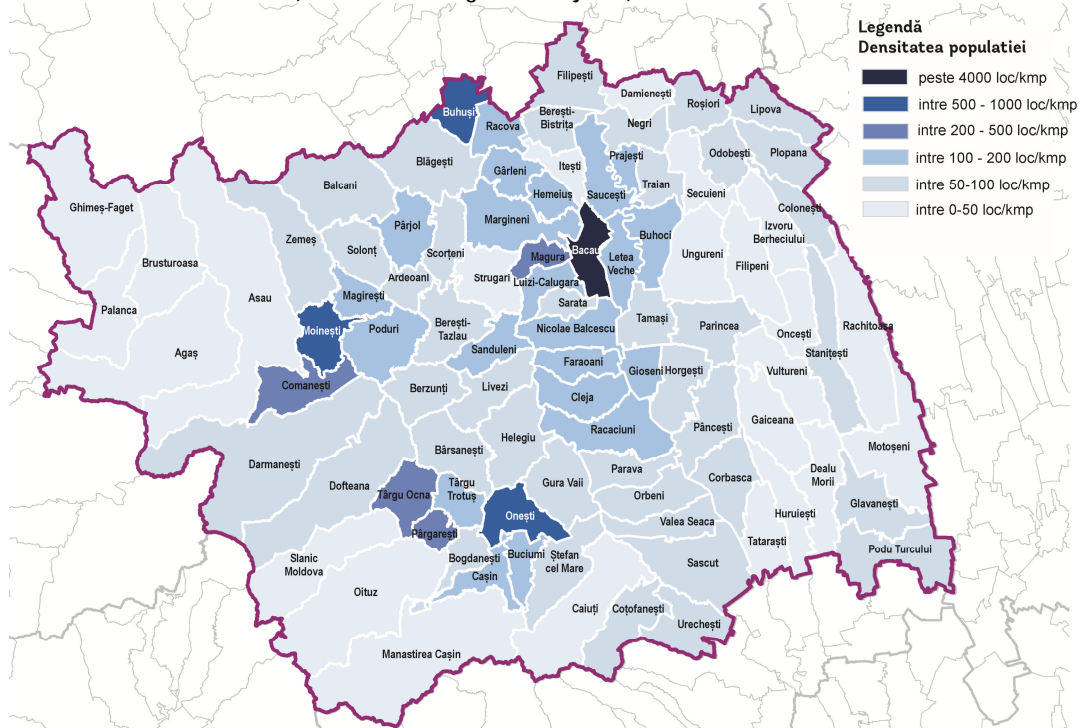 Legendă
Densitatea populatiei
peste 4000 loc/kmp
intre 500 - 1000 loc/kmp
intre 200 - 500 loc/kmp
intre 100 - 200 loc/kmp
intre 50-100 loc/kmp
intre 0-50 loc/kmp
Filipești
Damienești
Roșiori
Lipova
Buhuși
Racova
Berești-
Bistrița
Negri
Blăgești
Itești
Prajești
Odobești
Plopana
Gârleni
Balcani
Hemeiuș
Saucești
Traian
Secuieni
Ghimeș-Faget
Colonești
Pârjol
Margineni
Izvoru
Berheciului
Zemeș
Solonț
Scorțeni
Magura
Bacau
Buhoci
Brusturoasa
Letea
Veche
Ungureni
Filipeni
Ardeoani
Strugari
Luizi-Calugara
Asau
Magirești
Sarata
Palanca
Moinești
Poduri
Berești-
Tazlau
Nicolae Balcescu
Tamași
Parincea
Oncești
Rachitoasa
Agaș
Sanduleni
Stanițești
Faraoani
Gioseni
Horgești
Vultureni
Comanești
Berzunți
Livezi
Cleja
Racaciuni
Gaiceana
Pâncești
Helegiu
Motoșeni
Bârsanești
Darmanești
Parava
Dealu
Morii
Corbasca
Dofteana
Târgu Ocna
Târgu
Trotuș
Gura Vaii
Orbeni
Glavanești
Onești
Huruiești
Valea Seaca
Pârgarești
Tatarаști
Podu Turcului
Slanic
Moldova
Bogdanești
Buciumi
Ștefan
cel Mare
Sascut
Cașin
Oituz
Caiuți
Coțofanești
Urechești
Manastirea Cașin